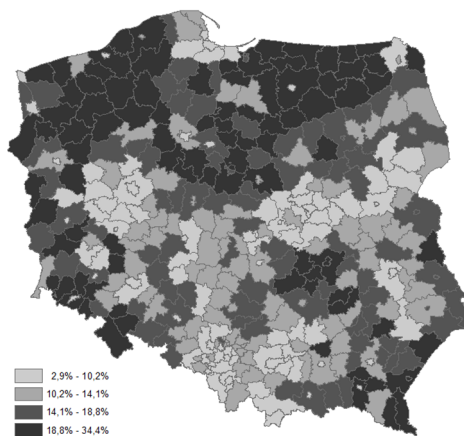 2,9% - 10,2%
10,2% - 14,1%
14,1% - 18,8%
18,8% - 34,4%